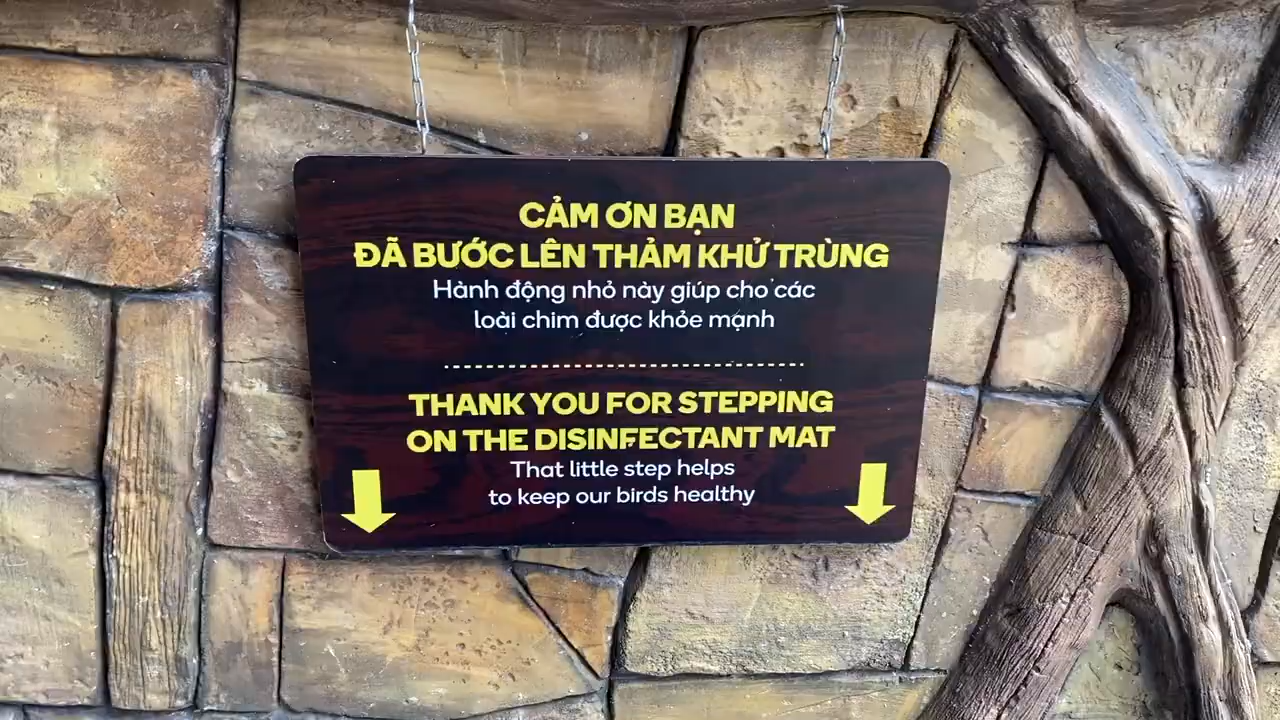 CẢM ƠN BẠN
ĐÃ BƯỚC LÊN THẢM KHỬ TRÙNG
Hành động nhỏ này giúp cho các
loài chim được khỏe mạnh
THANK YOU FOR STEPPING
ON THE DISINFECTANT MAT
That little step helps
to keep our birds healthy